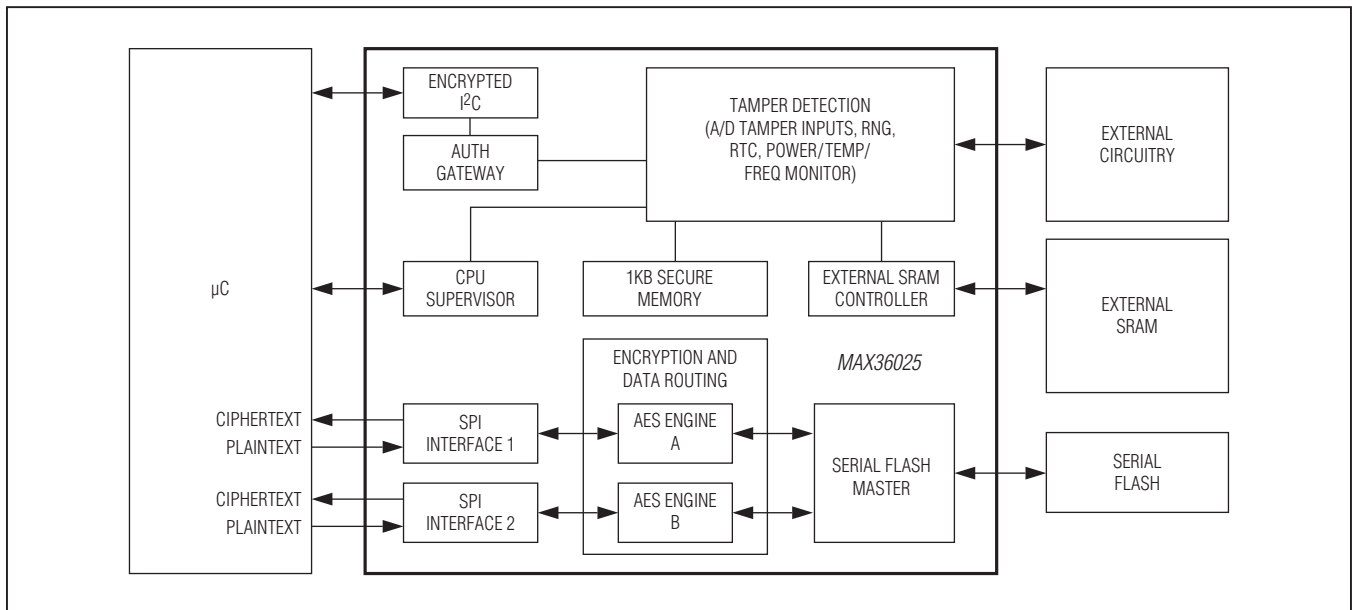 ENCRYPTED
I²C
AUTH
GATEWAY
TAMPER DETECTION
(A/D TAMPER INPUTS, RNG,
RTC, POWER/TEMP/
FREQ MONITOR)
EXTERNAL
CIRCUITRY
µC
CPU
SUPERVISOR
1KB SECURE
MEMORY
EXTERNAL SRAM
CONTROLLER
EXTERNAL
SRAM
ENCRYPTION AND
DATA ROUTING
MAX36025
CIPHERTEXT
PLAINTEXT
SPI
INTERFACE 1
AES ENGINE
A
SERIAL FLASH
MASTER
SERIAL
FLASH
CIPHERTEXT
PLAINTEXT
SPI
INTERFACE 2
AES ENGINE
B